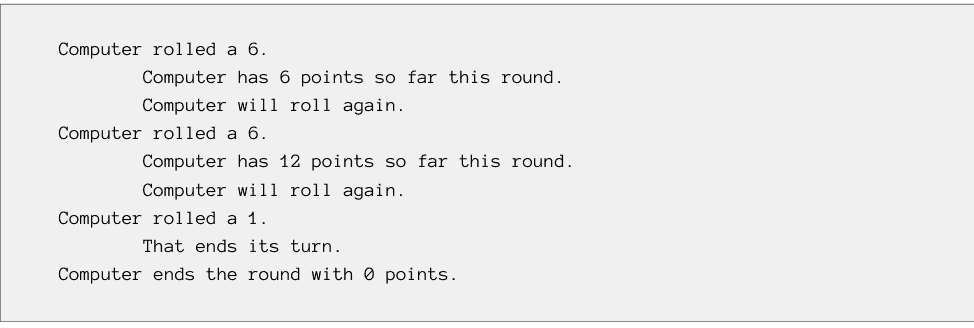 Computer rolled a 6.
Computer has 6 points so far this round.
Computer will roll again.
Computer rolled a 6.
Computer has 12 points so far this round.
Computer will roll again.
Computer rolled a 1.
That ends its turn.
Computer ends the round with 0 points.